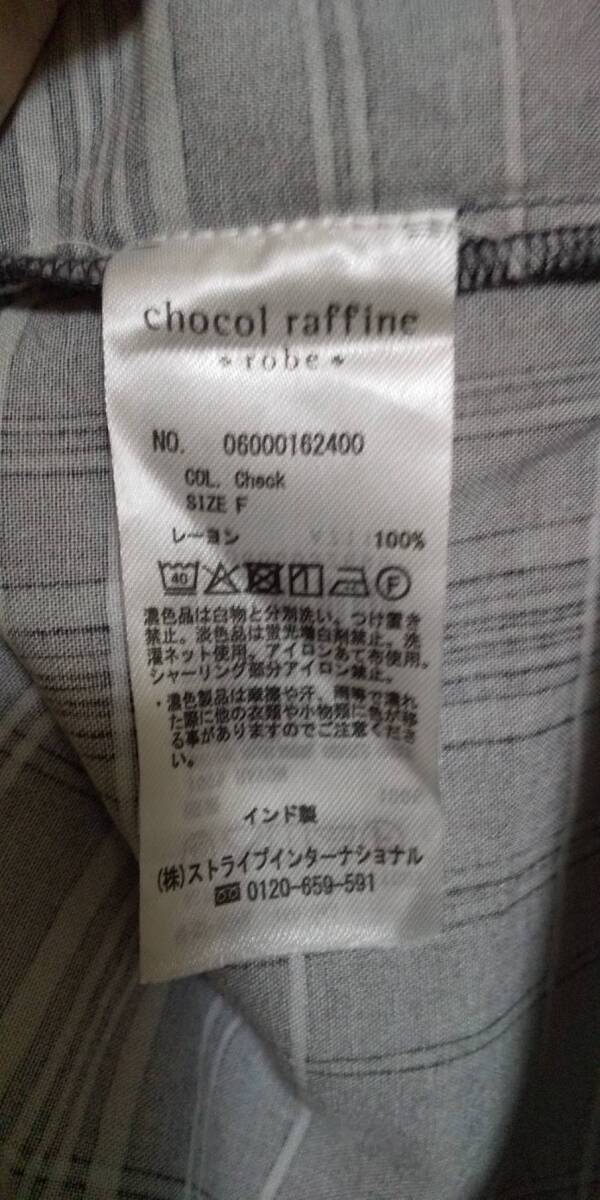 chocol raffine
robe
NO. 06000162400
COL. Check
SIZE F
レーヨン 100%
40 F
濃色品は白物と分別洗い。つけ置き
禁止。淡色品は蛍光増白剤禁止。洗
濯ネット使用。アイロンあて布使用。
シャーリング部分アイロン禁止。
・濃色製品は摩擦や汗、雨等で濡れ
た際に他の衣類や小物類に色が移
る事がありますのでご注意くださ
い。
インド製
(株)ストライプインターナショナル
0120-659-591